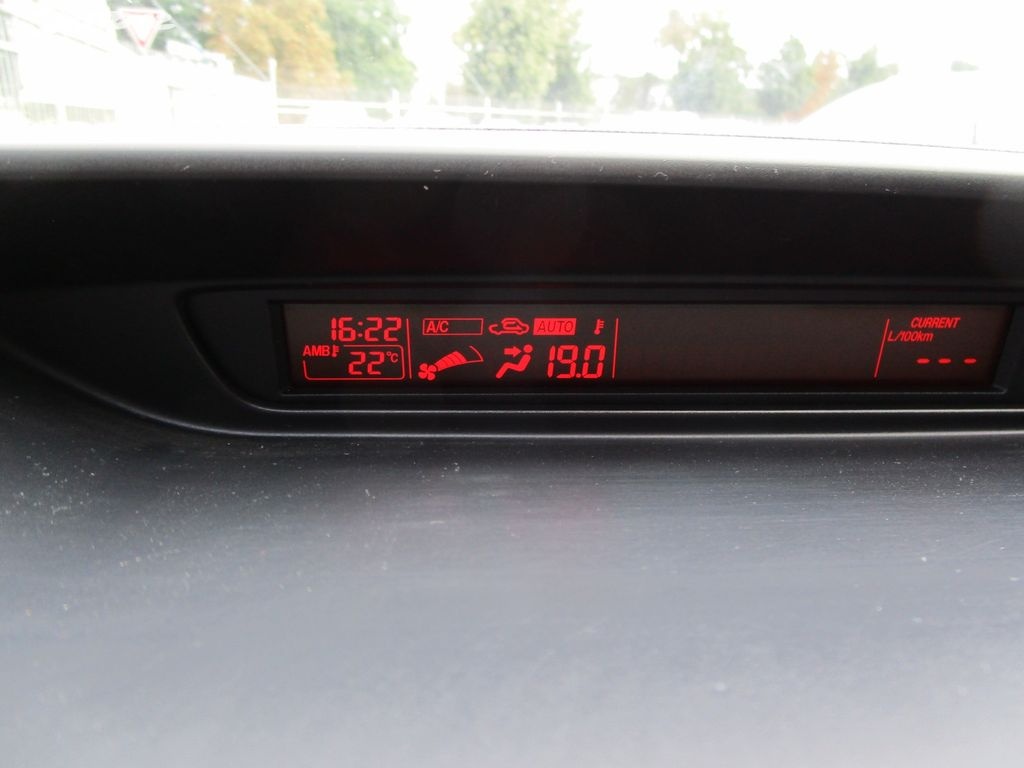 16:22
AMB 22°C
A/C AUTO
19.0
CURRENT
L/100km
- - -